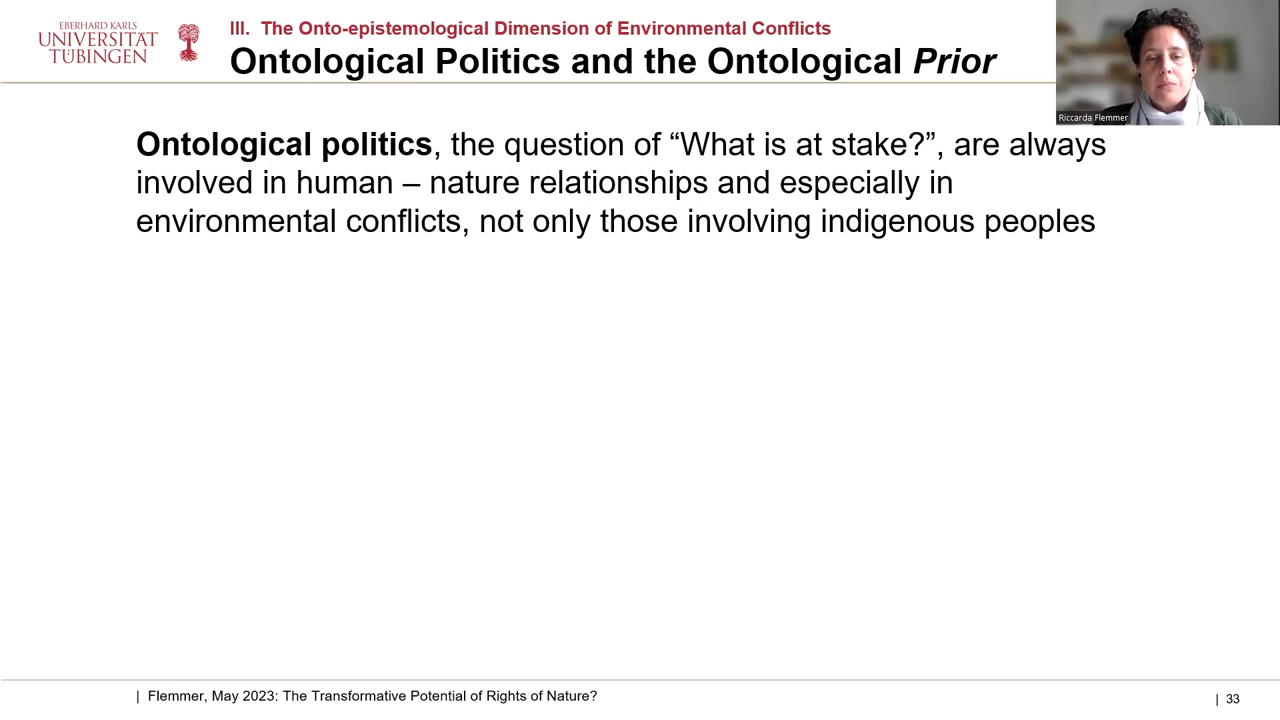 EBERHARD KARLS
UNIVERSITÄT
TÜBINGEN
III. The Onto-epistemological Dimension of Environmental Conflicts
Ontological Politics and the Ontological Prior
Riccarda Flemmer
Ontological politics, the question of “What is at stake?”, are always
involved in human – nature relationships and especially in
environmental conflicts, not only those involving indigenous peoples
| Flemmer, May 2023: The Transformative Potential of Rights of Nature?
| 33